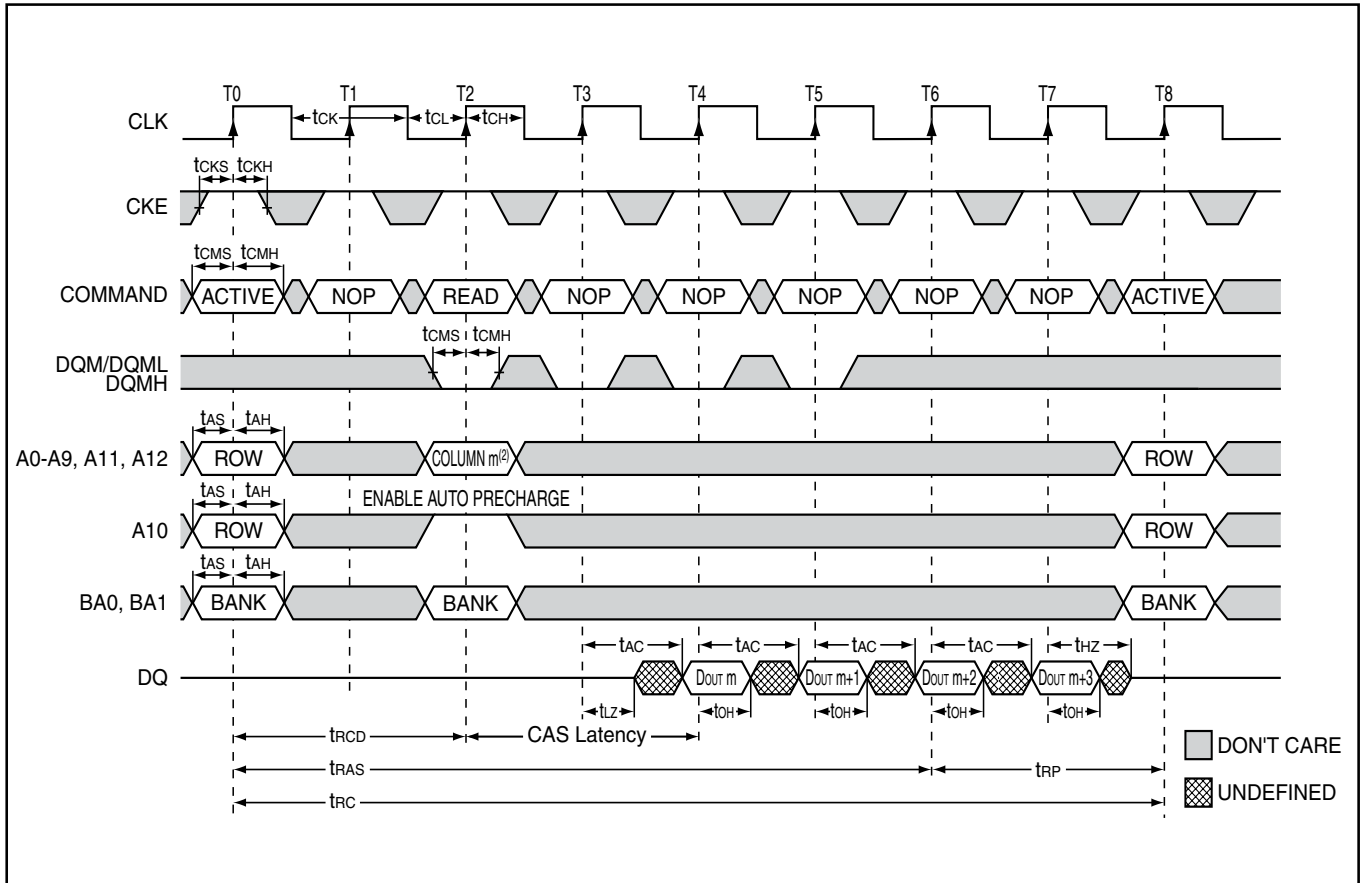 T0 T1 T2 T3 T4 T5 T6 T7 T8
CLK tCK tCL tCH
tCKS tCKH
CKE
tCMS tCMH
COMMAND ACTIVE NOP READ NOP NOP NOP NOP NOP ACTIVE
tCMS tCMH
DQM/DQML
DQMH
tAS tAH
A0-A9, A11, A12 ROW COLUMN m(2) ROW
tAS tAH ENABLE AUTO PRECHARGE
A10 ROW ROW
tAS tAH
BA0, BA1 BANK BANK BANK
tAC tAC tAC tAC tHZ
DQ DOUT m DOUT m+1 DOUT m+2 DOUT m+3
tLZ tOH tOH tOH tOH
tRCD CAS Latency
DON'T CARE
tRAS tRP
UNDEFINED
tRC